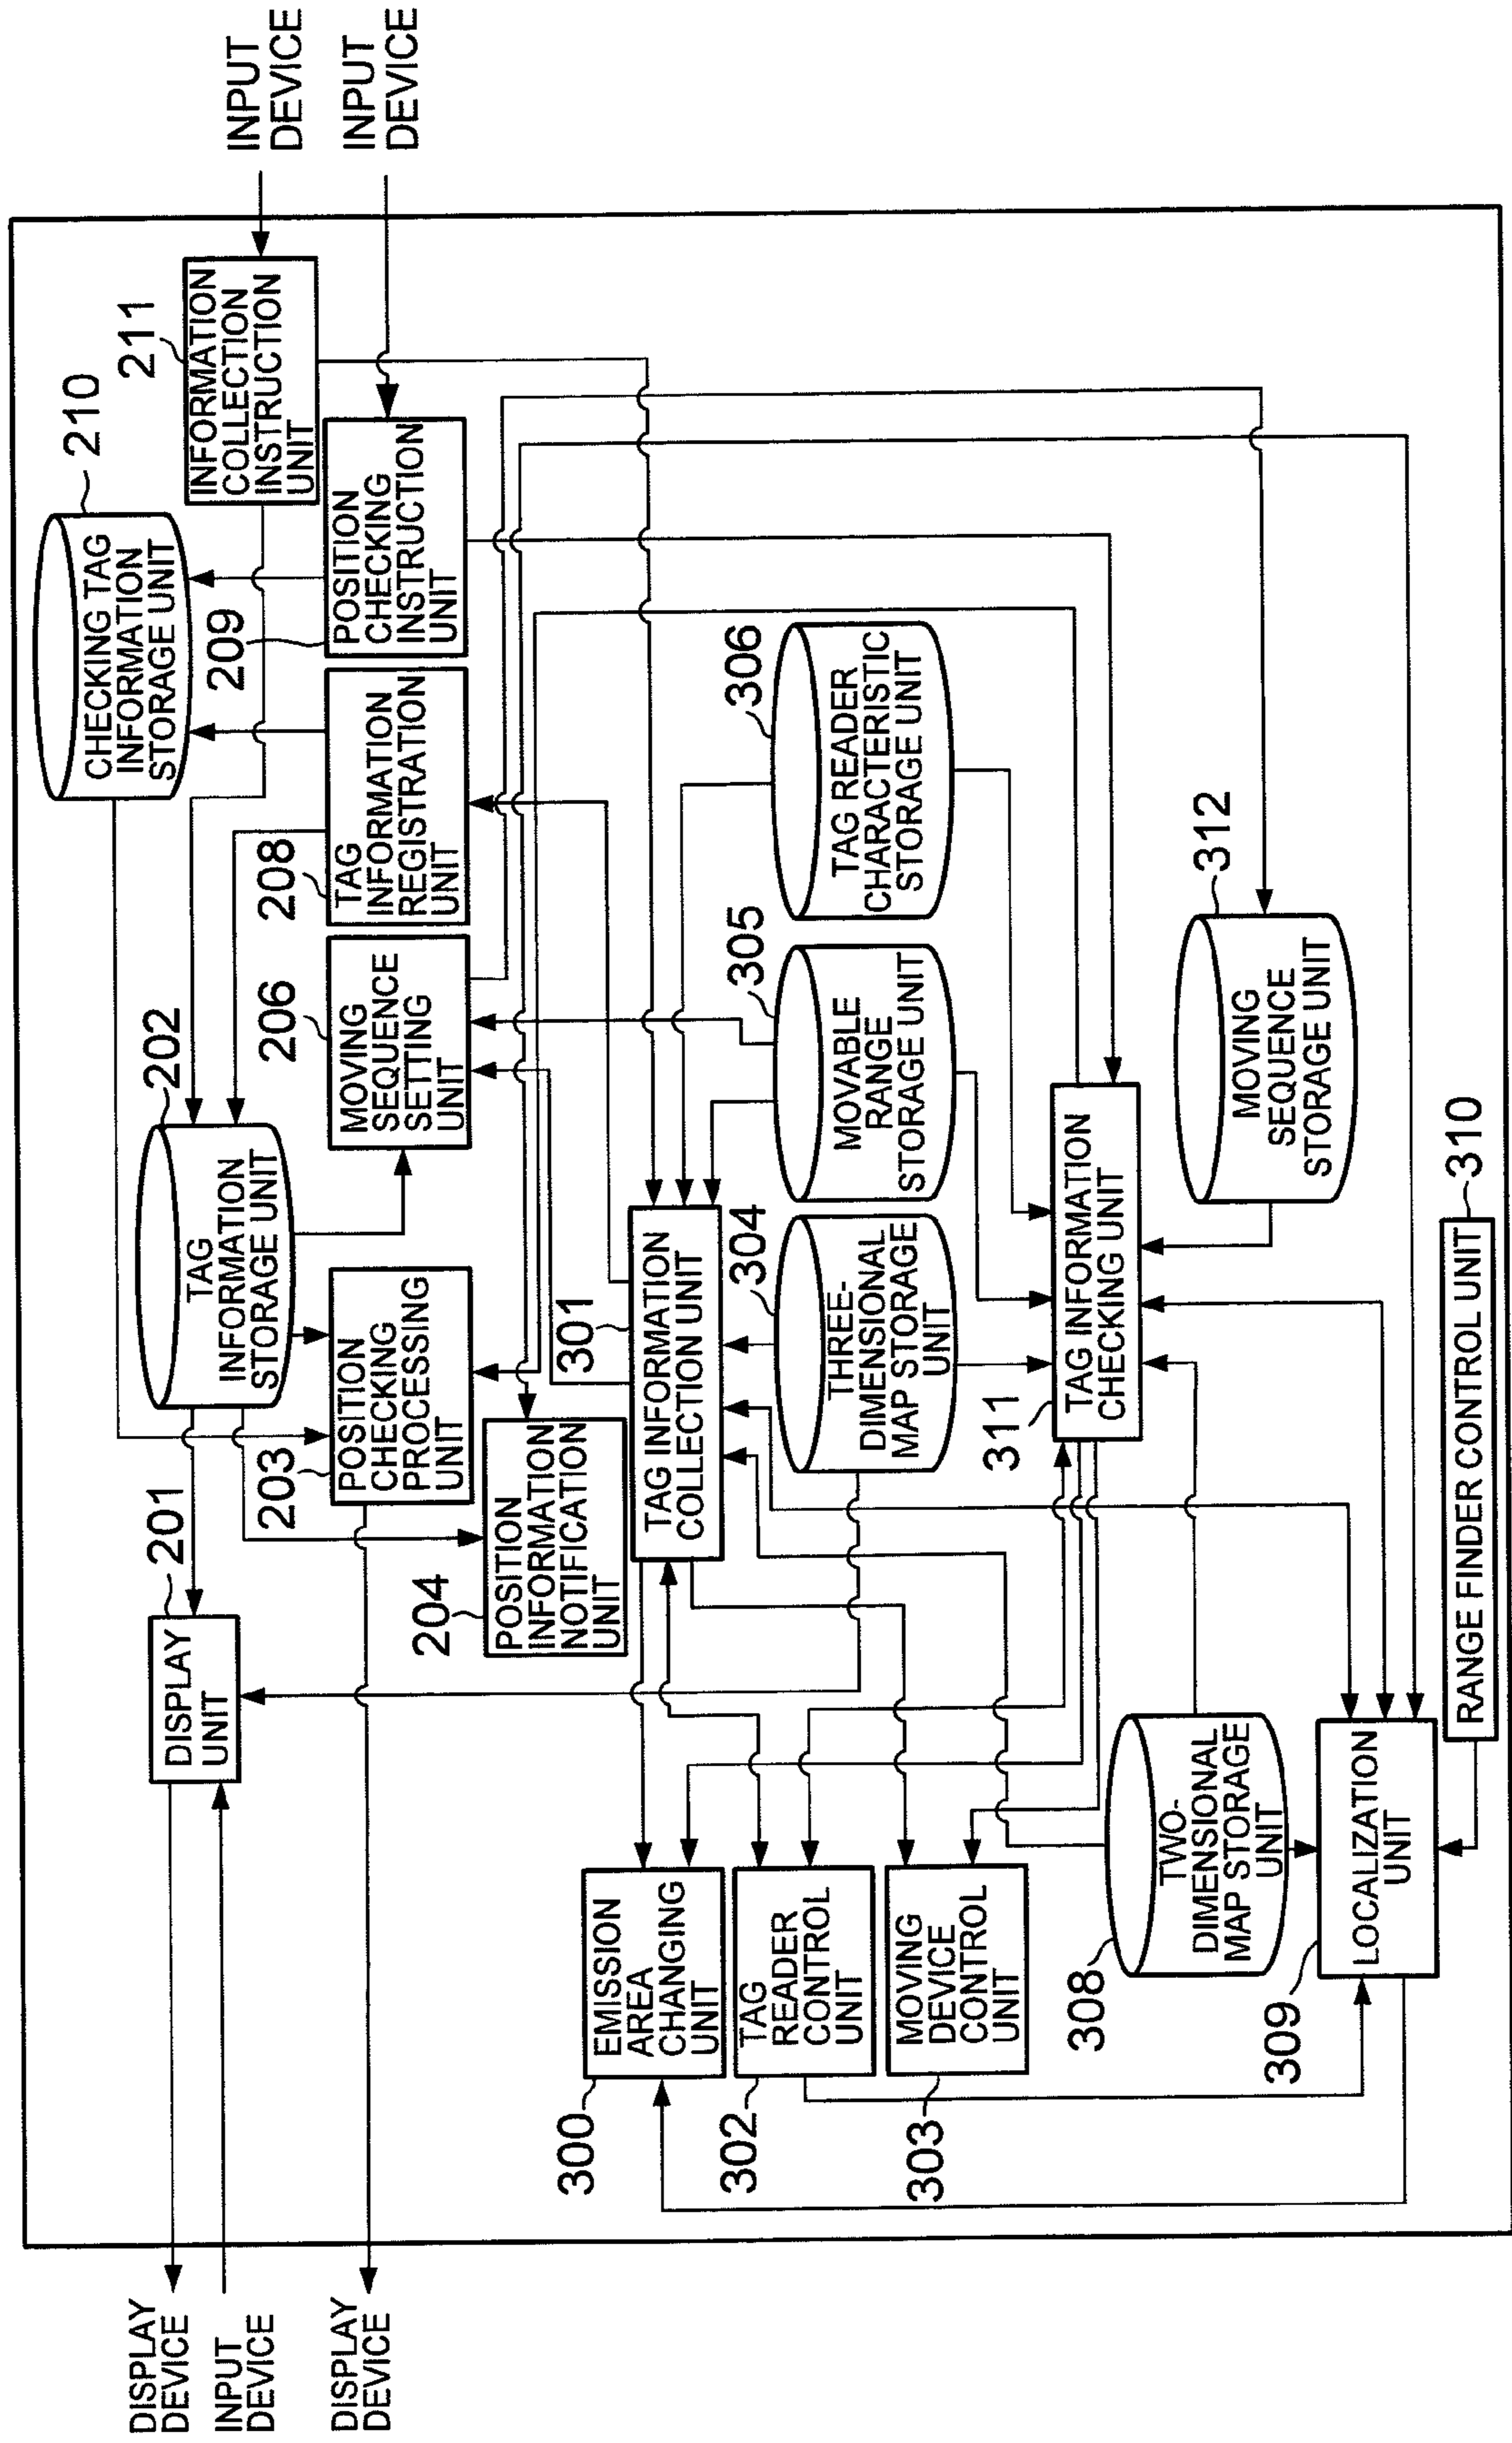 DISPLAY
DEVICE
INPUT
DEVICE
DISPLAY
DEVICE
201
DISPLAY
UNIT
202
TAG
INFORMATION
STORAGE UNIT
210
CHECKING TAG
INFORMATION
STORAGE UNIT
211
INFORMATION
COLLECTION
INSTRUCTION
UNIT
INPUT
DEVICE
INPUT
DEVICE
203
POSITION
CHECKING
PROCESSING
UNIT
206
MOVING
SEQUENCE
SETTING
UNIT
208
TAG
INFORMATION
REGISTRATION
UNIT
209
POSITION
CHECKING
INSTRUCTION
UNIT
204
POSITION
INFORMATION
NOTIFICATION
UNIT
300
EMISSION
AREA
CHANGING
UNIT
301
TAG INFORMATION
COLLECTION UNIT
302
TAG
READER
CONTROL
UNIT
304
THREE-
DIMENSIONAL
MAP STORAGE
UNIT
305
MOVABLE
RANGE
STORAGE UNIT
306
TAG READER
CHARACTERISTIC
STORAGE UNIT
303
MOVING
DEVICE
CONTROL
UNIT
308
TWO-
DIMENSIONAL
MAP STORAGE
UNIT
311
TAG INFORMATION
CHECKING UNIT
312
MOVING
SEQUENCE
STORAGE UNIT
309
LOCALIZATION
UNIT
RANGE FINDER CONTROL UNIT
310